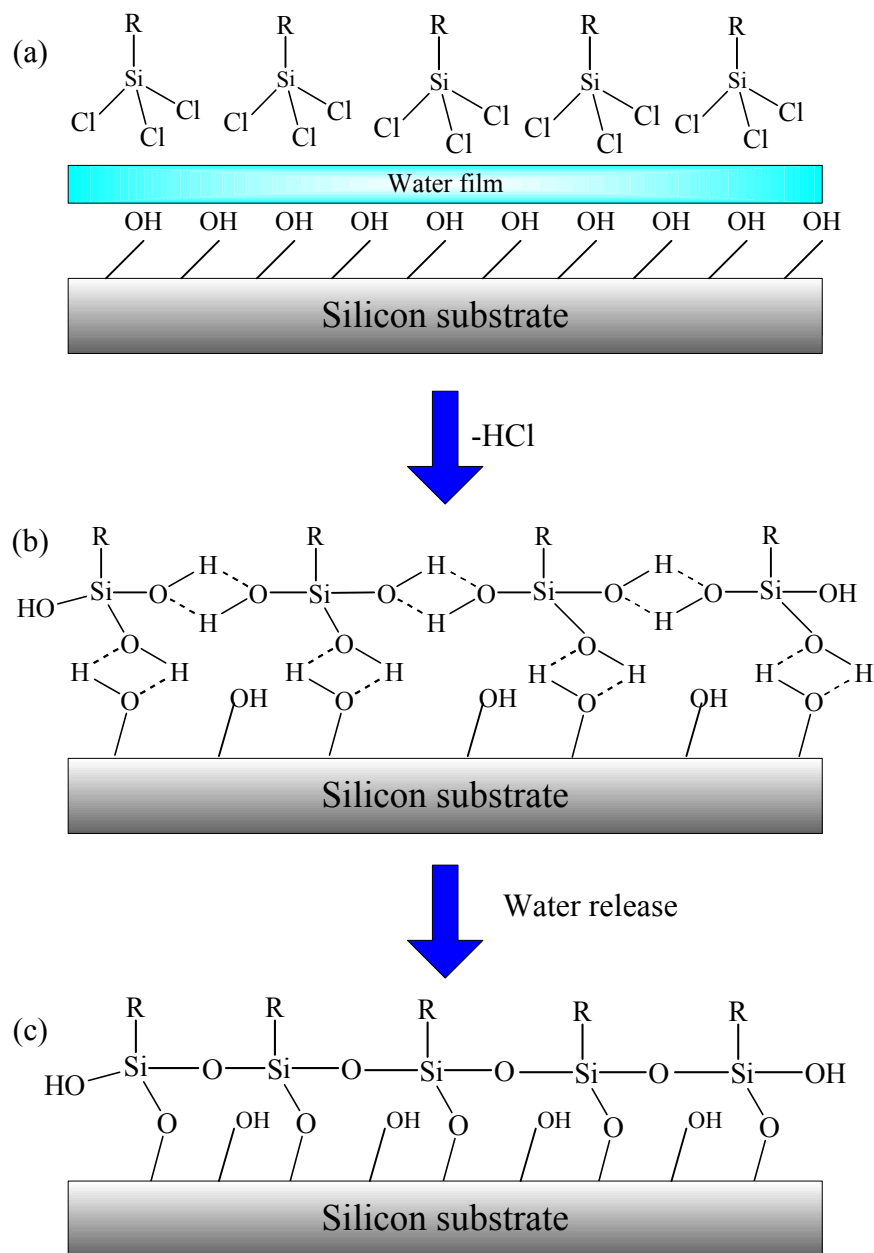 (a)
R R R R R
Si Si Si Si Si
Cl Cl Cl Cl Cl Cl Cl Cl Cl Cl Cl Cl Cl Cl Cl
Water film
OH OH OH OH OH OH OH OH OH OH
Silicon substrate
-HCl
(b)
R R R R
H H H
Si O O Si O O Si O O Si OH
HO
H H H
O O O O
H H H H H H H H
O OH O OH O OH O
Silicon substrate
Water release
(c)
R R R R R
Si O Si O Si O Si O Si OH
HO
O OH O OH O OH O OH O
Silicon substrate